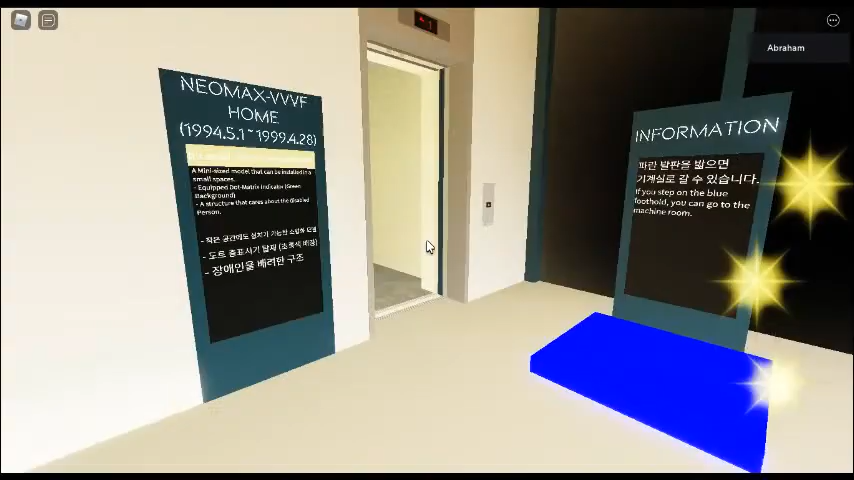 NEOMAX-VVVF
HOME
(1994.5.1~1999.4.28)
A Mini-sized model that can be installed in a
small spaces.
- Equipped Dot-Matrix Indicator (Green
Background)
- A structure that cares about the disabled
Person.
- 작은 공간에도 설치가 가능한 소형화 모델
- 도트 층표시기 탑재 (초록색 배경)
- 장애인을 배려한 구조
1
Abraham
INFORMATION
파란 발판을 밟으면
기계실로 갈 수 있습니다.
If you step on the blue
foothold, you can go to the
machine room.